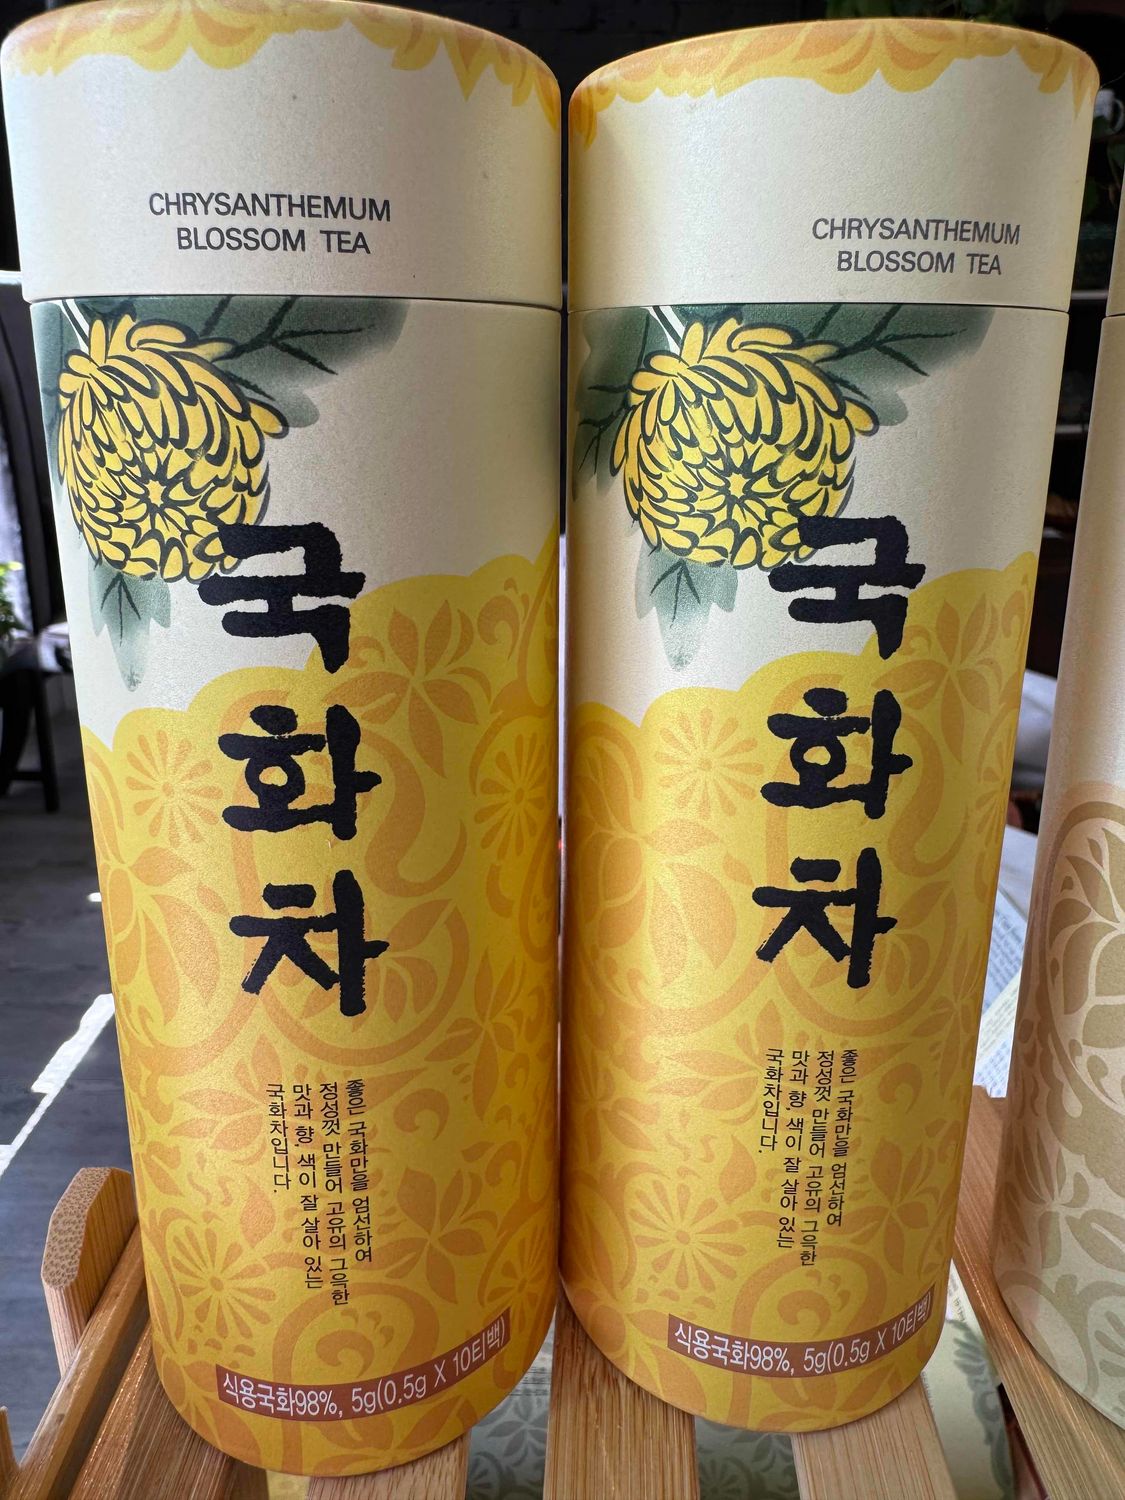 CHRYSANTHEMUM
BLOSSOM TEA
국화차
좋은 국화만을 엄선하여
정성껏 만들어 고유의 그윽한
맛과 향. 색이 잘 살아 있는
국화차입니다.
식용국화98%, 5g(0.5g X 10티백)
CHRYSANTHEMUM
BLOSSOM TEA
국화차
좋은 국화만을 엄선하여
정성껏 만들어 고유의 그윽한
맛과 향. 색이 잘 살아 있는
국화차입니다.
식용국화98%, 5g(0.5g X 10티백)